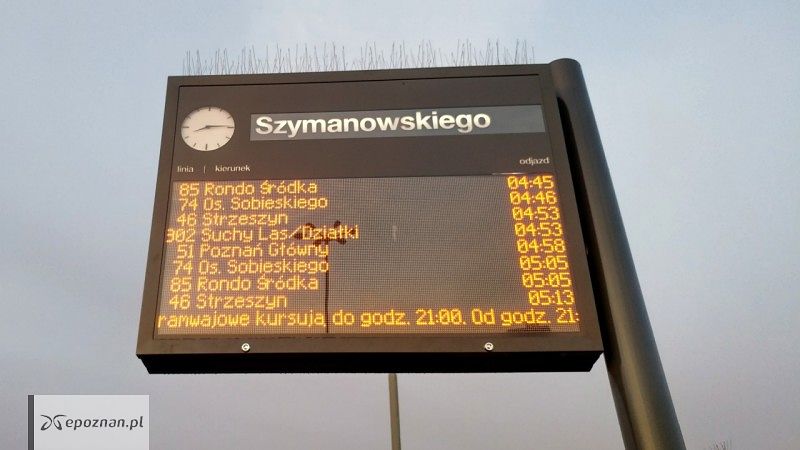 Szymanowskiego
linia | kierunek odjazd
85 Rondo śródka 04:45
74 Os. Sobieskiego 04:46
46 Strzeszyn 04:53
902 Suchy Las/Działki 04:53
51 Poznań Główny 04:58
74 Os. Sobieskiego 05:05
85 Rondo śródka 05:05
46 Strzeszyn 05:13
ramwajowe kursują do godz. 21:00. Od godz. 21:
epoznan.pl